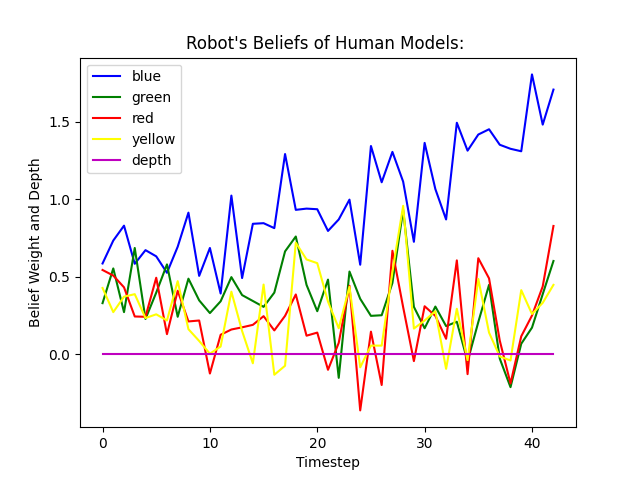 Robot's Beliefs of Human Models:
blue
green
red
yellow
depth
Belief Weight and Depth
1.5
1.0
0.5
0.0
0 10 20 30 40
Timestep